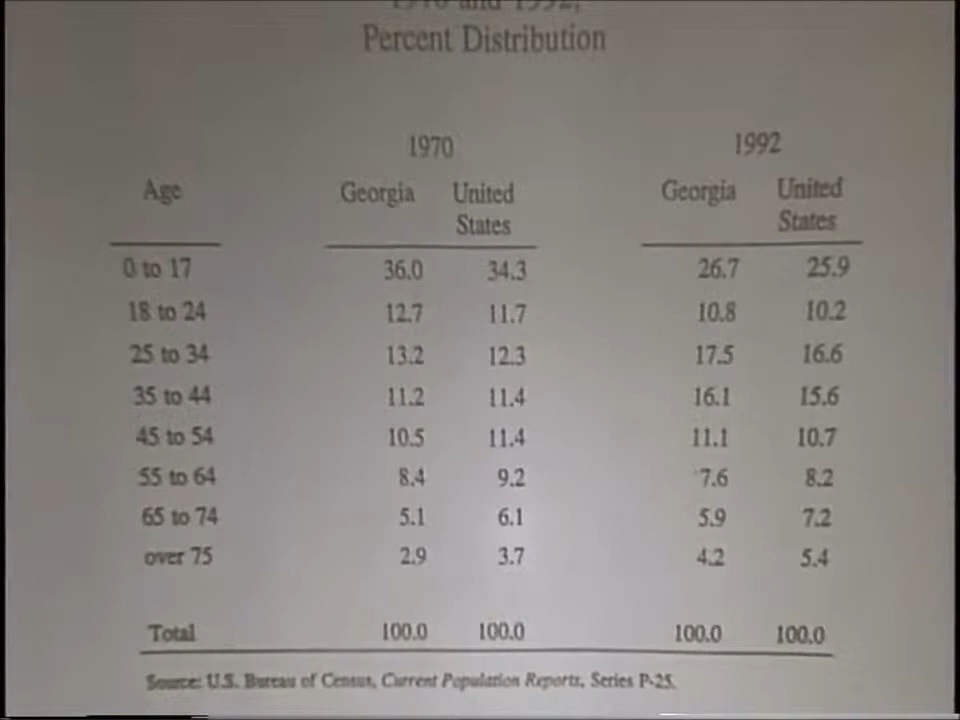 1970 and 1992,
Percent Distribution
1970 1992
Age Georgia United States Georgia United States
0 to 17 36.0 34.3 26.7 25.9
18 to 24 12.7 11.7 10.8 10.2
25 to 34 13.2 12.3 17.5 16.6
35 to 44 11.2 11.4 16.1 15.6
45 to 54 10.5 11.4 11.1 10.7
55 to 64 8.4 9.2 7.6 8.2
65 to 74 5.1 6.1 5.9 7.2
over 75 2.9 3.7 4.2 5.4
Total 100.0 100.0 100.0 100.0
Source: U.S. Bureau of Census, Current Population Reports, Series P-25.